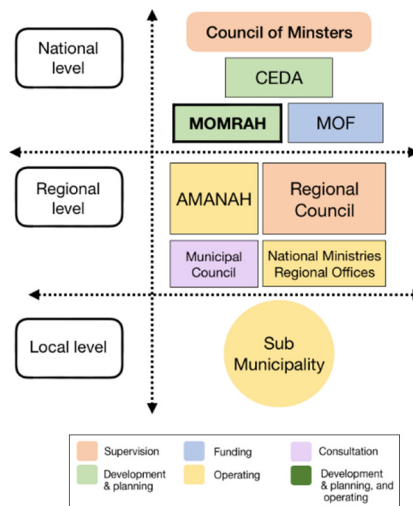 National
level
Council of Minsters
CEDA
MOMRAH
MOF
Regional
level
AMANAH
Regional
Council
Municipal
Council
National Ministries
Regional Offices
Local level
Sub
Municipality
Supervision
Funding
Consultation
Development
& planning
Operating
Development
& planning, and
operating